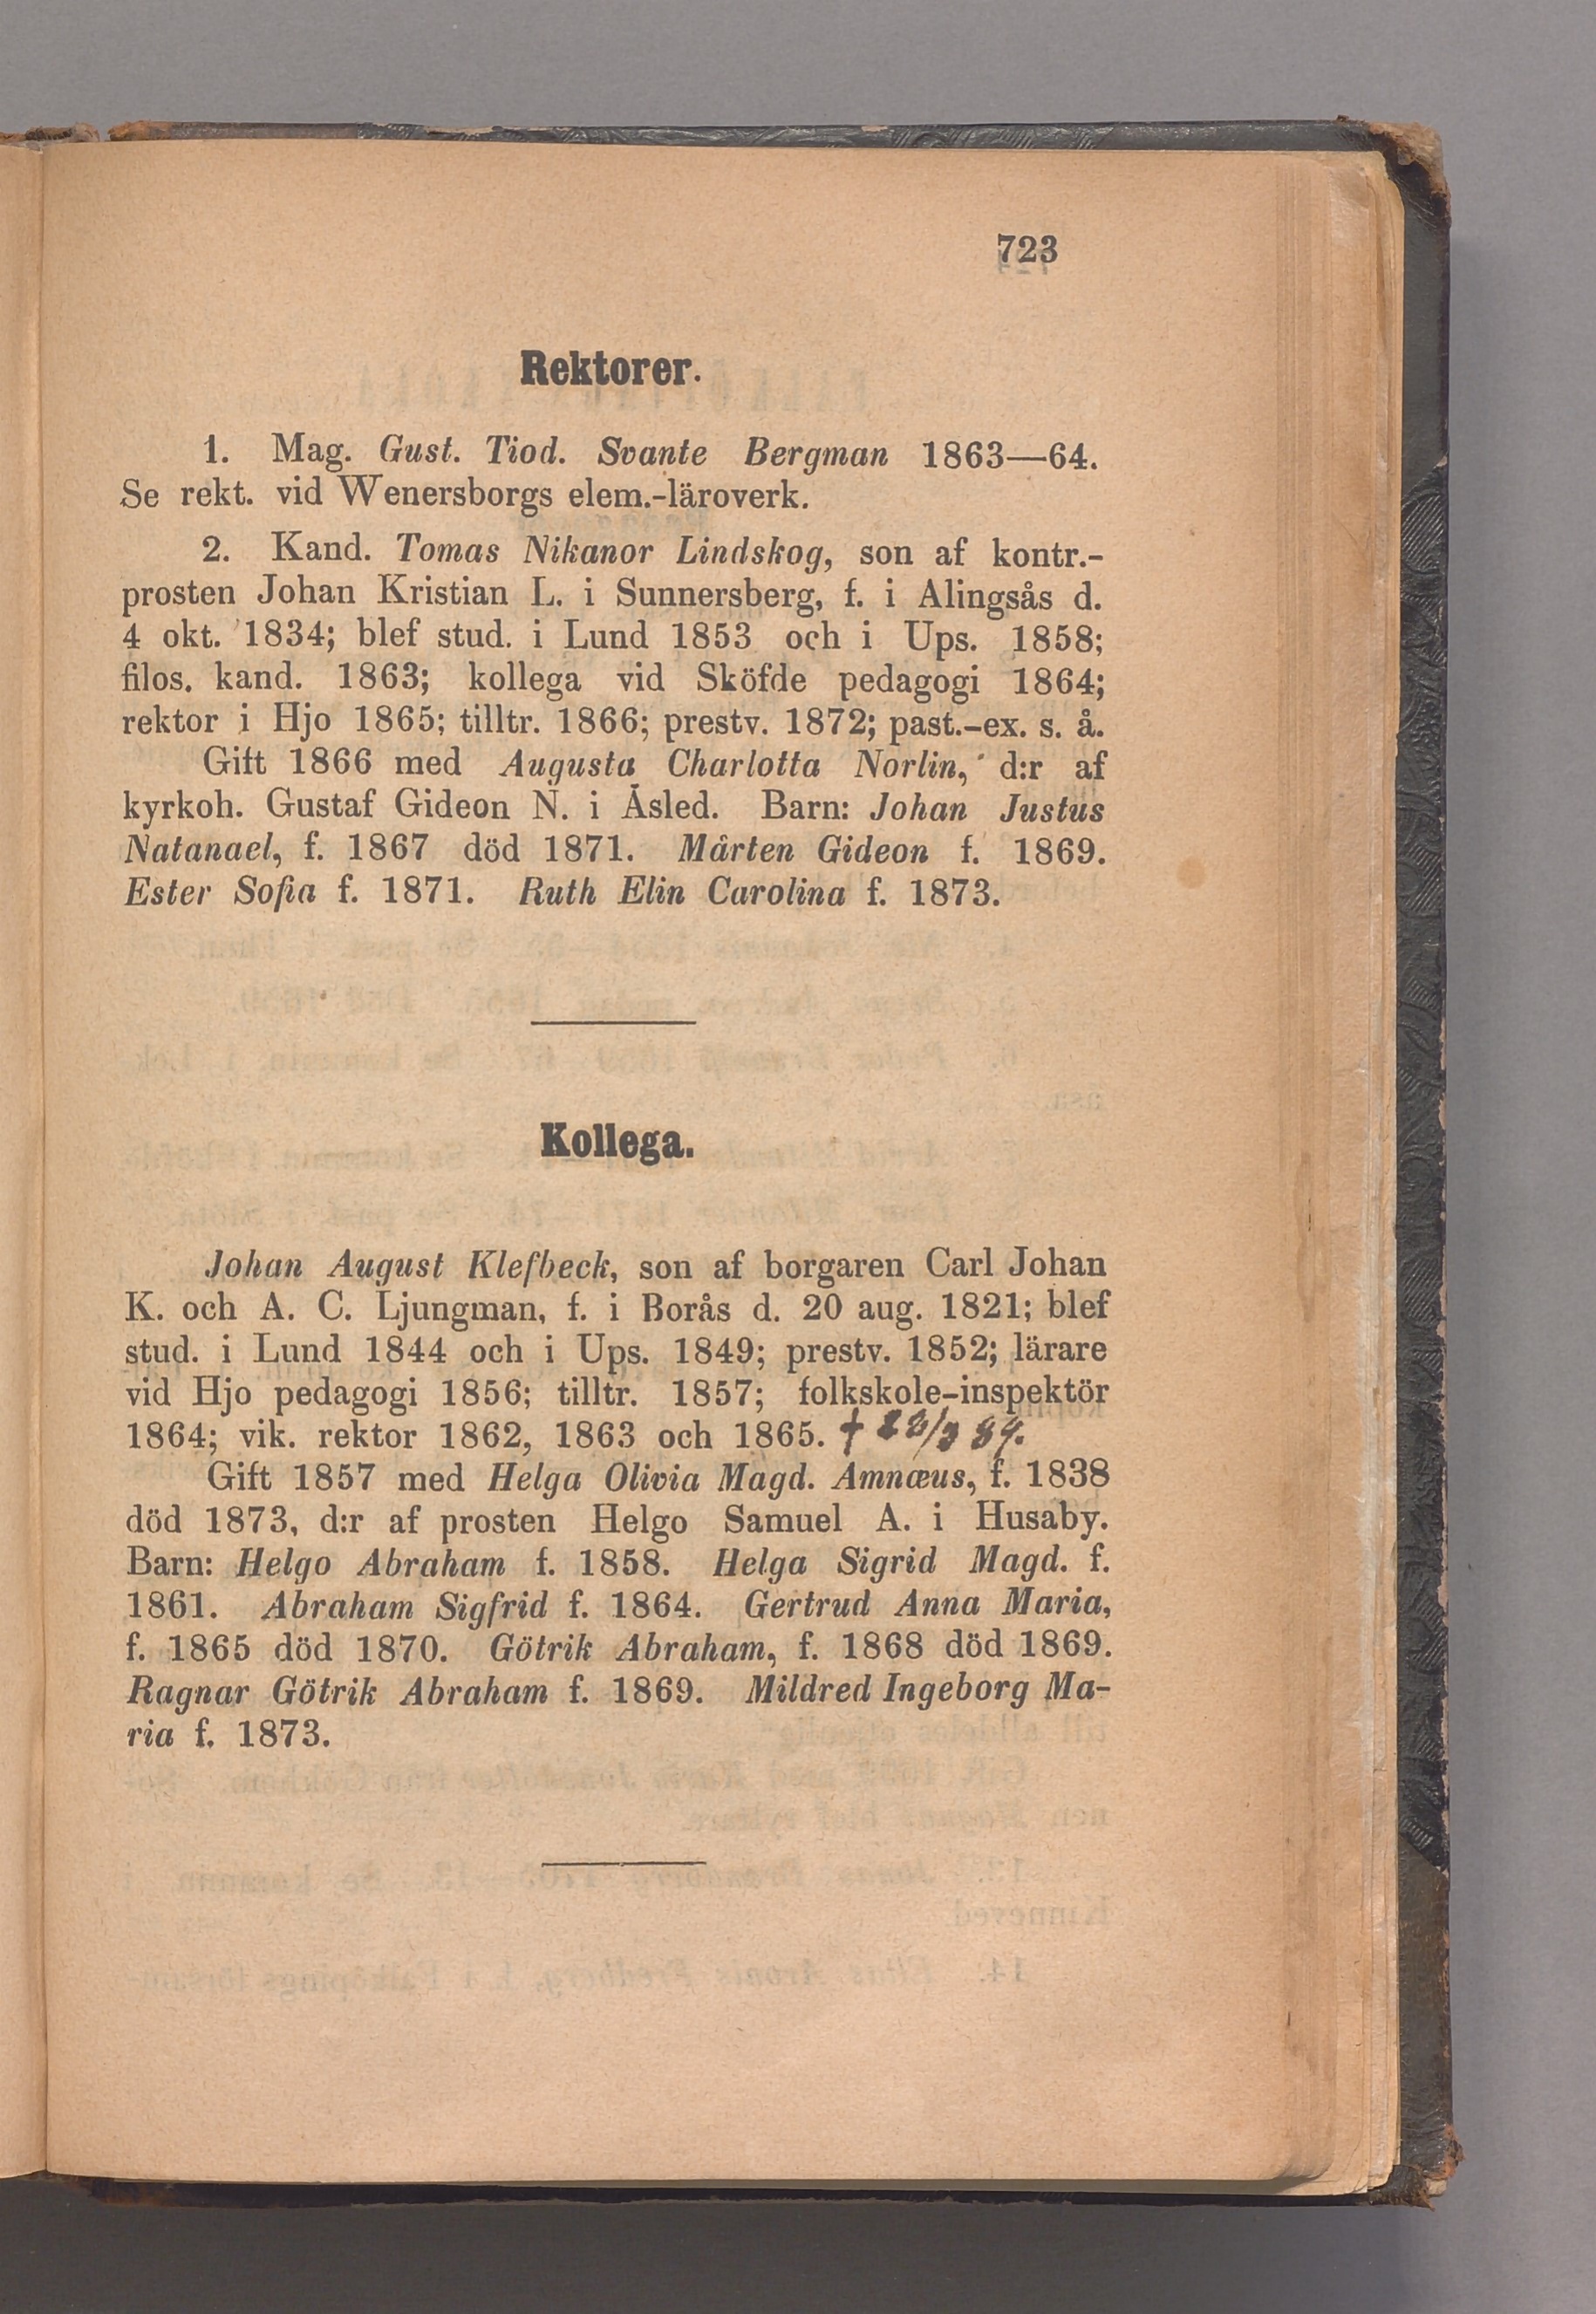 723
Rektorer.
1. Mag. Gust. Tiod. Svante Bergman 1863—64.
Se rekt. vid Wenersborgs elem.-läroverk.
2. Kand. Tomas Nikanor Lindskog, son af kontr.-
prosten Johan Kristian L. i Sunnersberg, f. i Alingsås d.
4 okt. 1834; blef stud. i Lund 1853 och i Ups. 1858;
filos. kand. 1863; kollega vid Sköfde pedagogi 1864;
rektor i Hjo 1865; tilltr. 1866; prestv. 1872; past.-ex. s. å.
Gift 1866 med Augusta Charlotta Norlin, d:r af
kyrkoh. Gustaf Gideon N. i Åsled. Barn: Johan Justus
Natanael, f. 1867 död 1871. Mårten Gideon f. 1869.
Ester Sofia f. 1871. Ruth Elin Carolina f. 1873.
Kollega.
Johan August Klefbeck, son af borgaren Carl Johan
K. och A. C. Ljungman, f. i Borås d. 20 aug. 1821; blef
stud. i Lund 1844 och i Ups. 1849; prestv. 1852; lärare
vid Hjo pedagogi 1856; tilltr. 1857; folkskole-inspektör
1864; vik. rektor 1862, 1863 och 1865. †
Gift 1857 med Helga Olivia Magd. Amnæus, f. 1838
död 1873, d:r af prosten Helgo Samuel A. i Husaby.
Barn: Helgo Abraham f. 1858. Helga Sigrid Magd. f.
1861. Abraham Sigfrid f. 1864. Gertrud Anna Maria,
f. 1865 död 1870. Götrik Abraham, f. 1868 död 1869.
Ragnar Götrik Abraham f. 1869. Mildred Ingeborg Ma-
ria f. 1873.